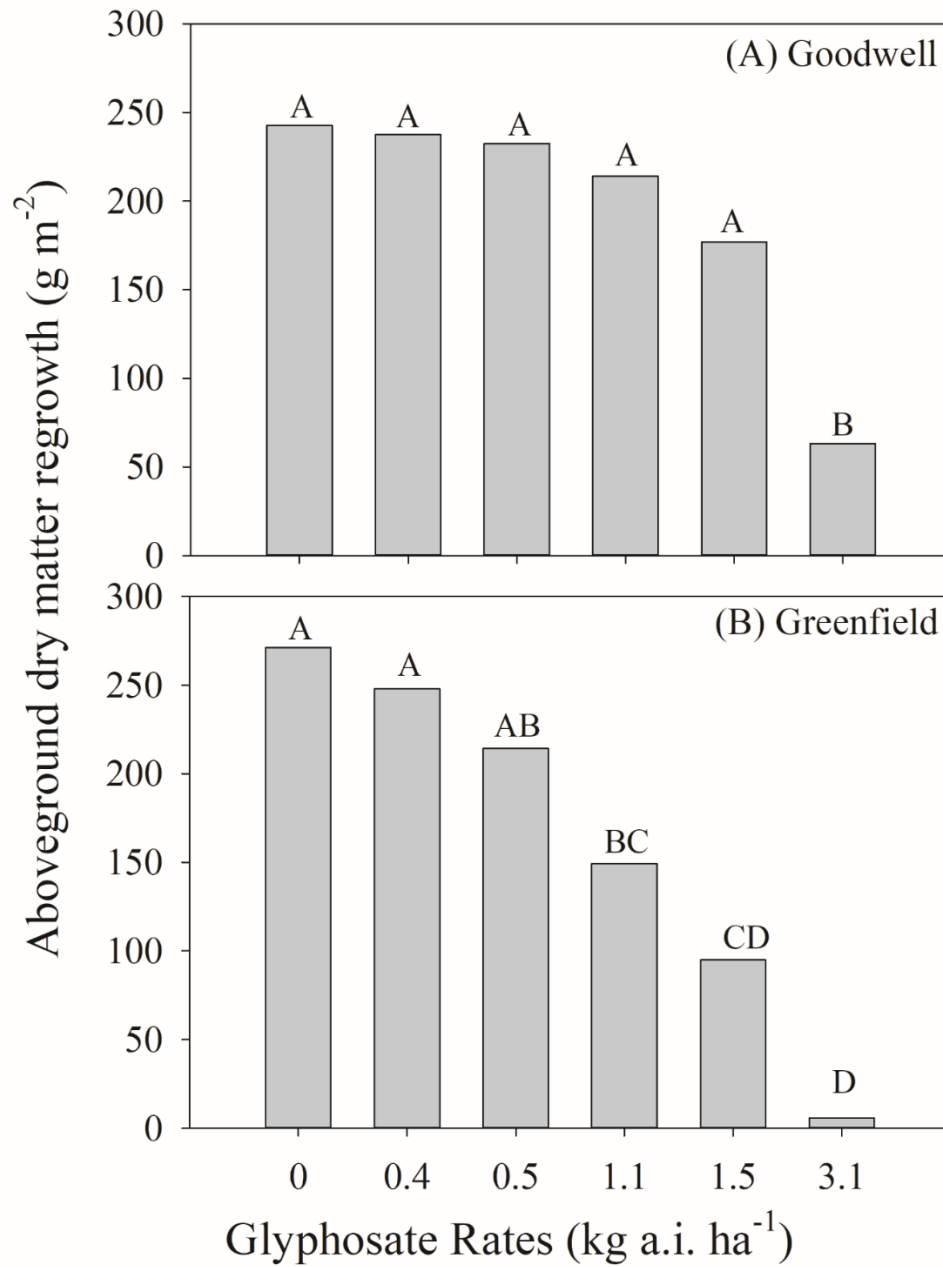 Aboveground dry matter regrowth (g m⁻²)
(A) Goodwell
300
250
200
150
100
50
0
A
A
A
A
A
B
(B) Greenfield
300
250
200
150
100
50
0
A
A
AB
BC
CD
D
0 0.4 0.5 1.1 1.5 3.1
Glyphosate Rates (kg a.i. ha⁻¹)